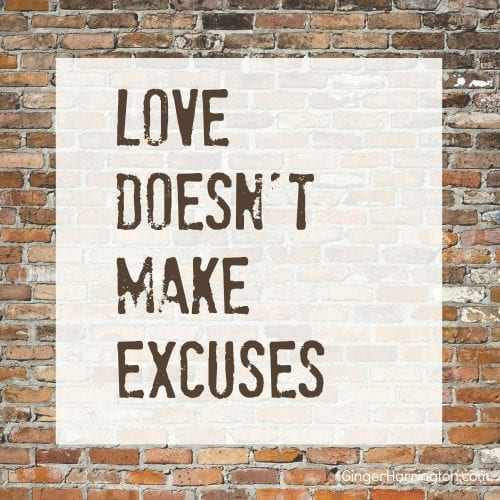 LOVE
DOESN'T
MAKE
EXCUSES
GingerHarrington.com